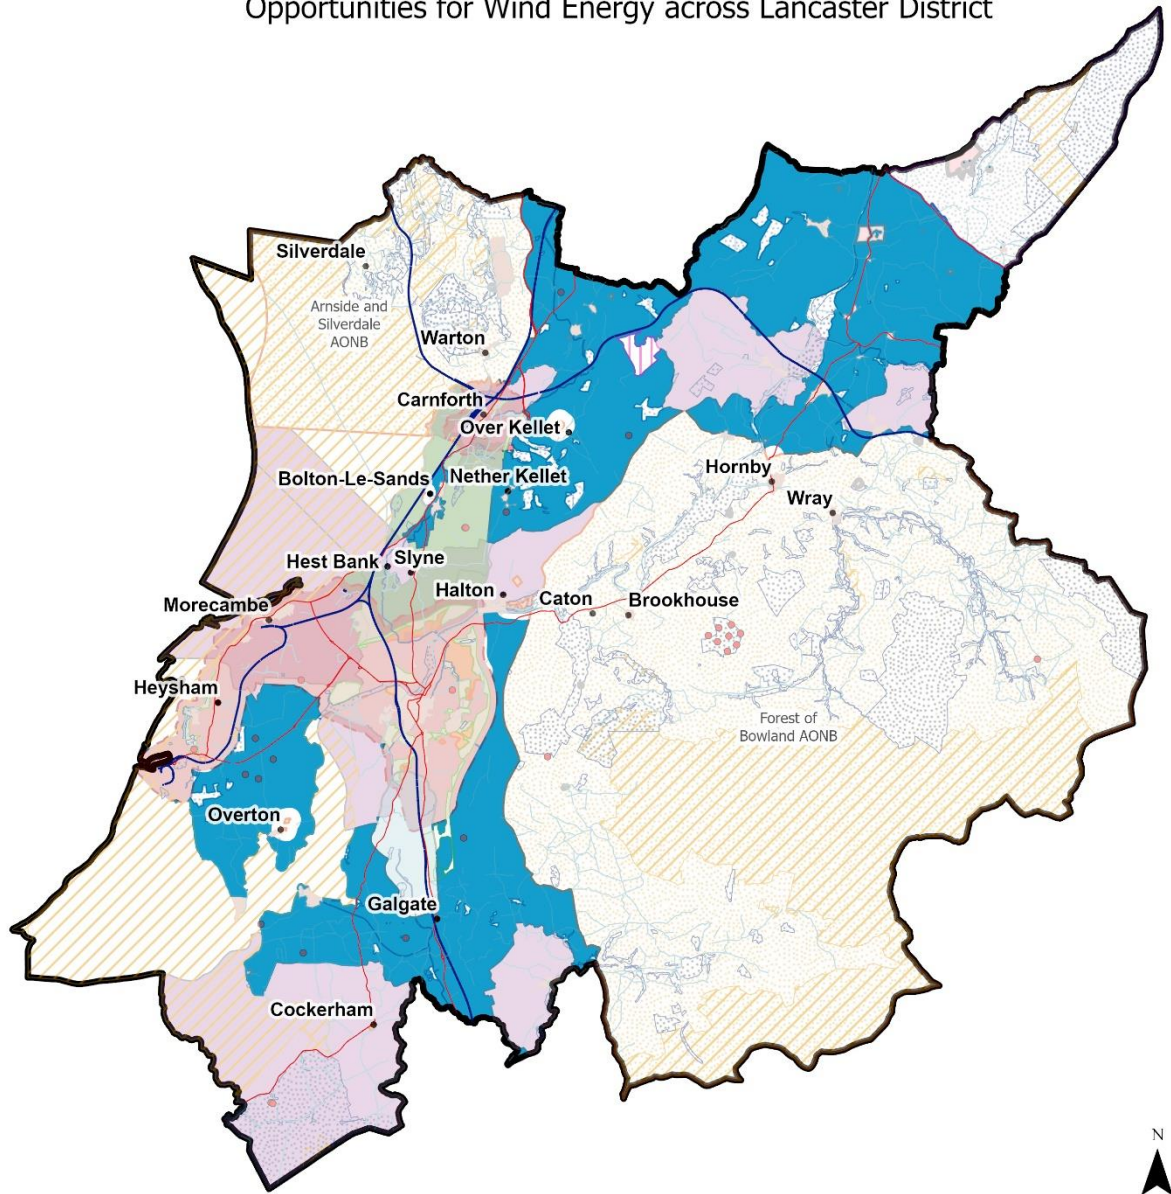 Opportunities for Wind Energy across Lancaster District
Silverdale
Arnside and
Silverdale
AONB
Warton
Carnforth
Over Kellet
Bolton-Le-Sands
Nether Kellet
Hornby
Wray
Hest Bank
Slyne
Halton
Caton
Brookhouse
Morecambe
Heysham
Forest of
Bowland AONB
Overton
Galgate
Cockerham
N